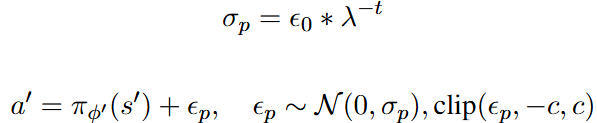 σ_p = ϵ_0 * λ^{-t}
a′ = π_{ϕ′}(s′) + ϵ_p, ϵ_p ∼ 𝒩(0, σ_p), clip(ϵ_p, −c, c)